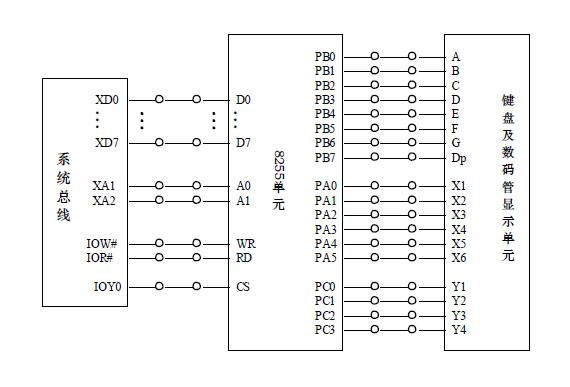 系统总线
XD0
XD7
XA1
XA2
IOW#
IOR#
IOY0
D0
D7
A0
A1
WR
RD
CS
8255单元
PB0
PB1
PB2
PB3
PB4
PB5
PB6
PB7
PA0
PA1
PA2
PA3
PA4
PA5
PC0
PC1
PC2
PC3
A
B
C
D
E
F
G
Dp
X1
X2
X3
X4
X5
X6
Y1
Y2
Y3
Y4
键盘及数码管显示单元